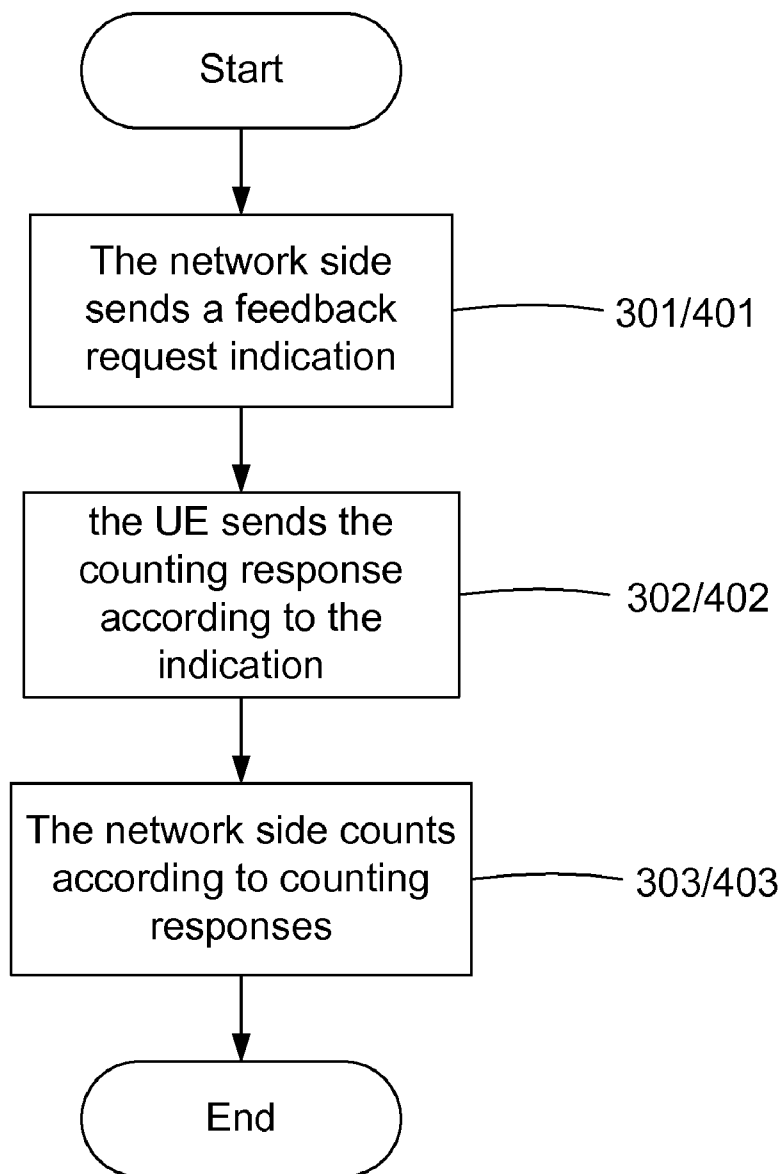 Start
The network side
sends a feedback
request indication
301/401
the UE sends the
counting response
according to the
indication
302/402
The network side counts
according to counting
responses
303/403
End